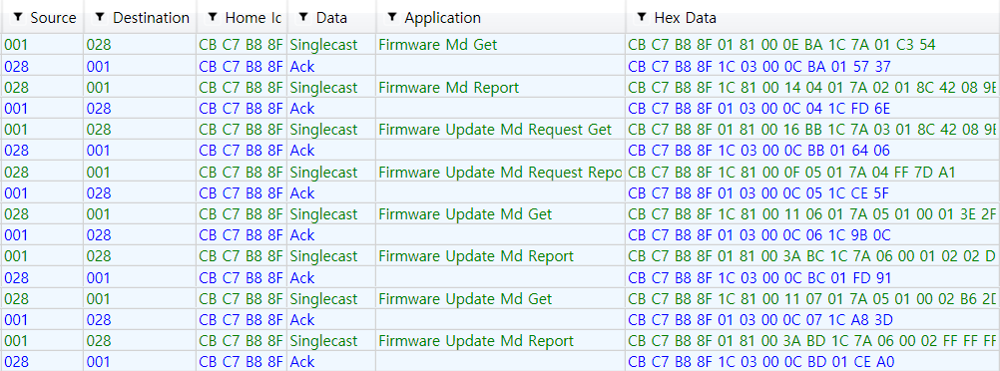 Source Destination Home Ic Data Application Hex Data
001 028 CB C7 B8 8F Singlecast Firmware Md Get CB C7 B8 8F 01 81 00 0E BA 1C 7A 01 C3 54
028 001 CB C7 B8 8F Ack CB C7 B8 8F 1C 03 00 0C BA 01 57 37
028 001 CB C7 B8 8F Singlecast Firmware Md Report CB C7 B8 8F 1C 81 00 14 04 01 7A 02 01 8C 42 08 9E
001 028 CB C7 B8 8F Ack CB C7 B8 8F 01 03 00 0C 04 1C FD 6E
001 028 CB C7 B8 8F Singlecast Firmware Update Md Request Get CB C7 B8 8F 01 81 00 16 BB 1C 7A 03 01 8C 42 08 9E
028 001 CB C7 B8 8F Ack CB C7 B8 8F 1C 03 00 0C BB 01 64 06
028 001 CB C7 B8 8F Singlecast Firmware Update Md Request Repo CB C7 B8 8F 1C 81 00 0F 05 01 7A 04 FF 7D A1
001 028 CB C7 B8 8F Ack CB C7 B8 8F 01 03 00 0C 05 1C CE 5F
028 001 CB C7 B8 8F Singlecast Firmware Update Md Get CB C7 B8 8F 1C 81 00 11 06 01 7A 05 01 00 01 3E 2F
001 028 CB C7 B8 8F Ack CB C7 B8 8F 01 03 00 0C 06 1C 9B 0C
001 028 CB C7 B8 8F Singlecast Firmware Update Md Report CB C7 B8 8F 01 81 00 3A BC 1C 7A 06 00 01 02 02 D
028 001 CB C7 B8 8F Ack CB C7 B8 8F 1C 03 00 0C BC 01 FD 91
028 001 CB C7 B8 8F Singlecast Firmware Update Md Get CB C7 B8 8F 1C 81 00 11 07 01 7A 05 01 00 02 B6 2D
001 028 CB C7 B8 8F Ack CB C7 B8 8F 01 03 00 0C 07 1C A8 3D
001 028 CB C7 B8 8F Singlecast Firmware Update Md Report CB C7 B8 8F 01 81 00 3A BD 1C 7A 06 00 02 FF FF FF
028 001 CB C7 B8 8F Ack CB C7 B8 8F 1C 03 00 0C BD 01 CE A0